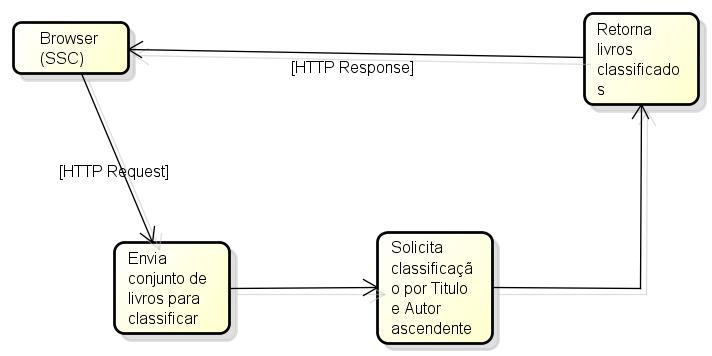 Browser
(SSC)
Retorna
livros
classificado
s
[HTTP Response]
[HTTP Request]
Envia
conjunto de
livros para
classificar
Solicita
classificaçã
o por Titulo
e Autor
ascendente